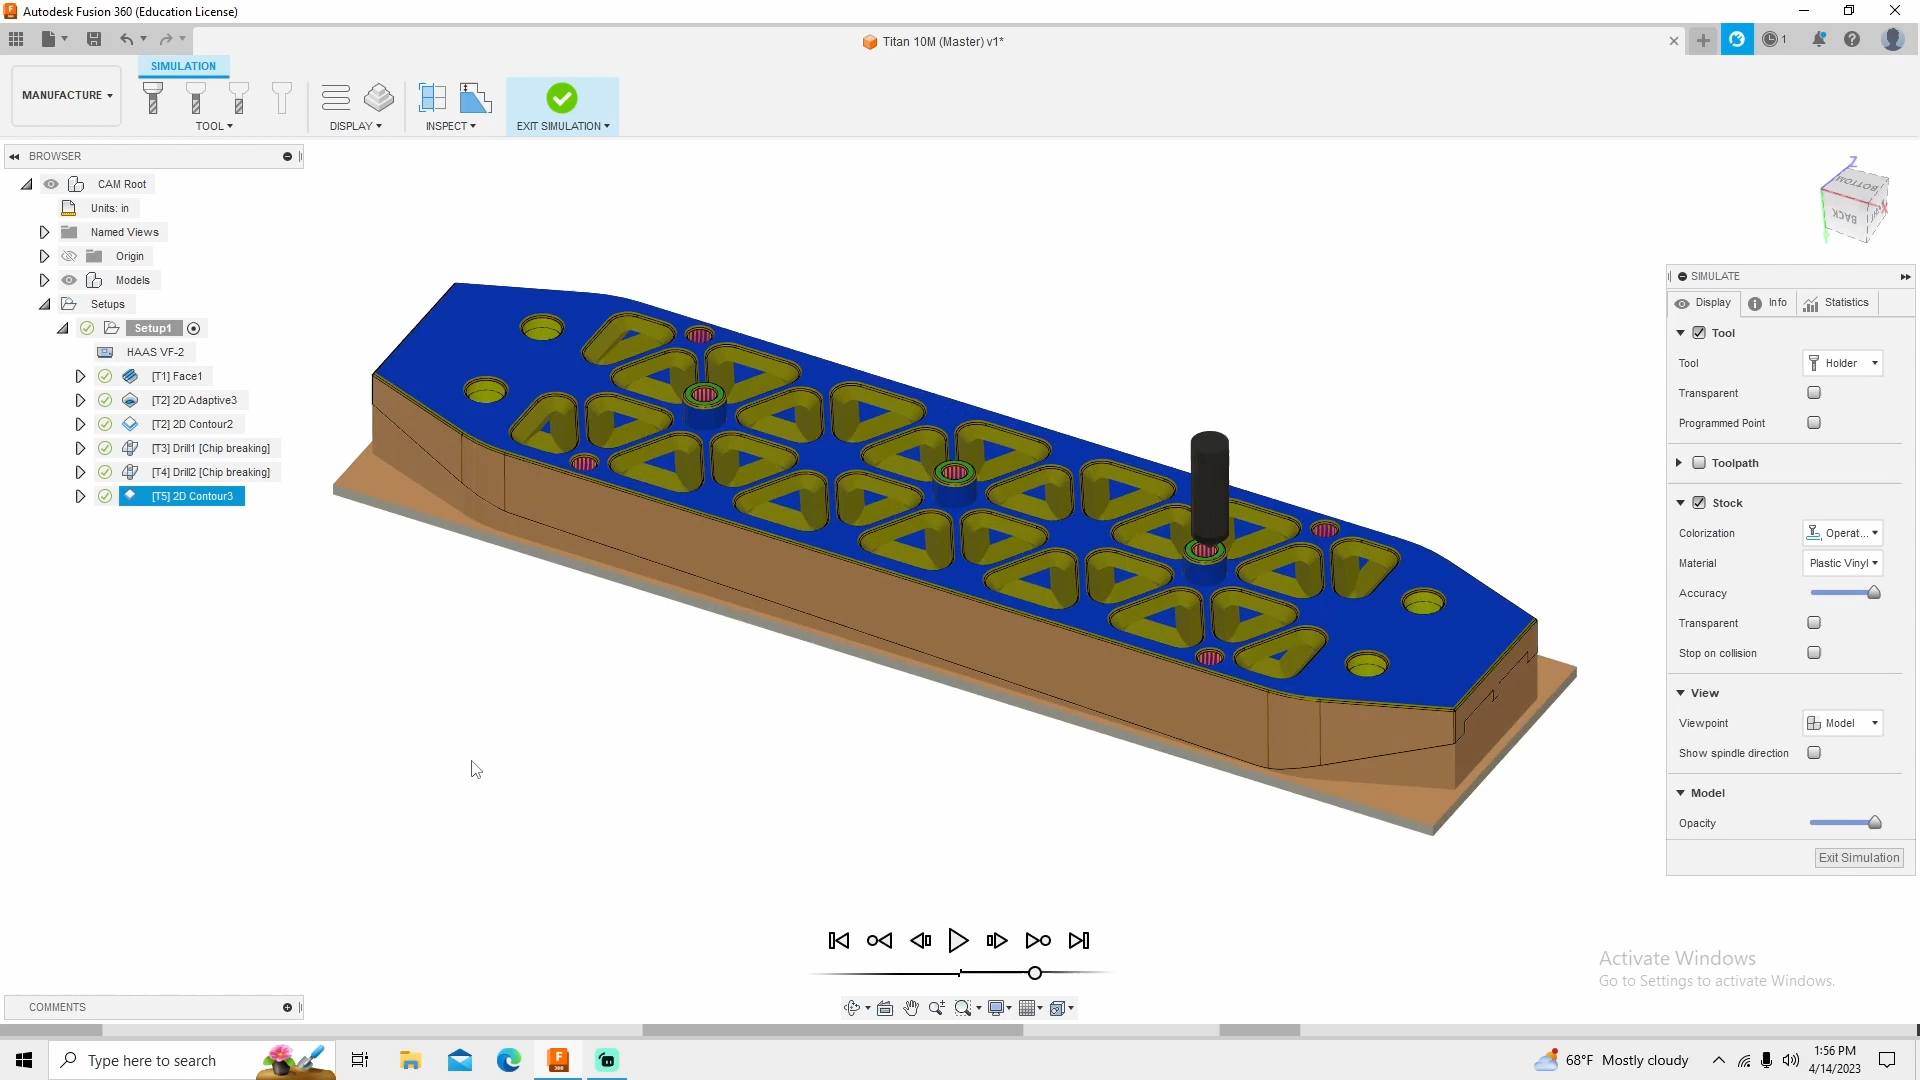 Autodesk Fusion 360 (Education License)
Titan 10M (Master) v1*
1
SIMULATION
MANUFACTURE
TOOL
DISPLAY
INSPECT
EXIT SIMULATION
BROWSER
CAM Root
Units: in
Named Views
Origin
Models
Setups
Setup1
HAAS VF-2
[T1] Face1
[T2] 2D Adaptive3
[T2] 2D Contour2
[T3] Drill1 [Chip breaking]
[T4] Drill2 [Chip breaking]
[T5] 2D Contour3
Z
BOTTOM
BACK
X
SIMULATE
Display
Info
Statistics
Tool
Tool
Holder
Transparent
Programmed Point
Toolpath
Stock
Colorization
Operat...
Material
Plastic Vinyl
Accuracy
Transparent
Stop on collision
View
Viewpoint
Model
Show spindle direction
Model
Opacity
Exit Simulation
Activate Windows
Go to Settings to activate Windows.
COMMENTS
Type here to search
68°F Mostly cloudy
1:56 PM
4/14/2023